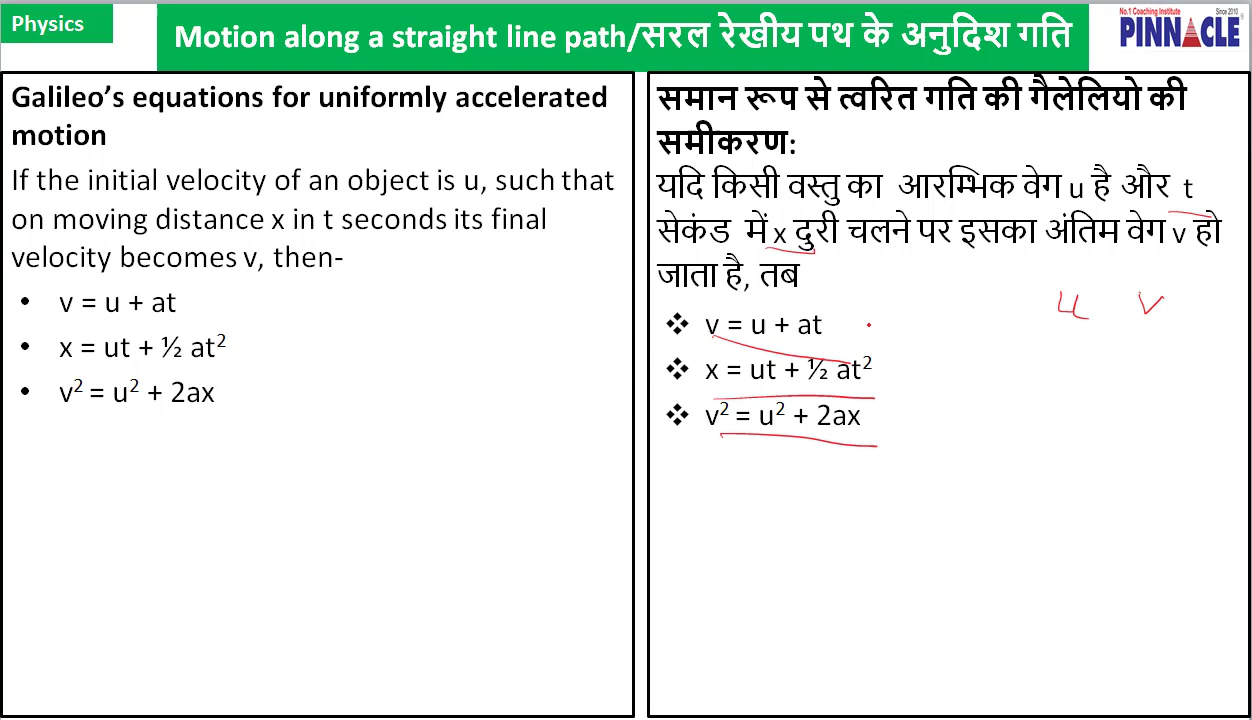 Physics
Motion along a straight line path/सरल रेखीय पथ के अनुदिश गति
No.1 Coaching Institute Since 2010
PINNACLE
Galileo's equations for uniformly accelerated
motion
If the initial velocity of an object is u, such that
on moving distance x in t seconds its final
velocity becomes v, then-
• v = u + at
• x = ut + ½ at²
• v² = u² + 2ax
समान रूप से त्वरित गति की गैलेलियो की
समीकरण:
यदि किसी वस्तु का आरम्भिक वेग u है और t
सेकंड में x दुरी चलने पर इसका अंतिम वेग v हो
जाता है, तब
u v
❖ v = u + at
❖ x = ut + ½ at²
❖ v² = u² + 2ax